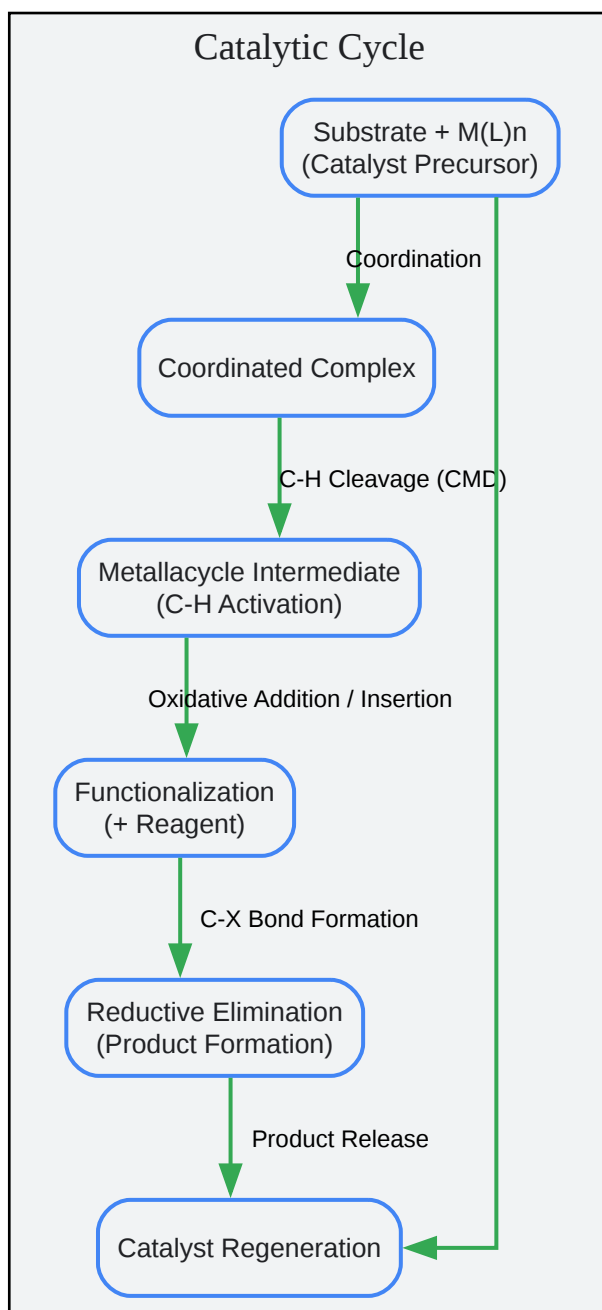 Catalytic Cycle
Substrate + M(L)n
(Catalyst Precursor)
Coordination
Coordinated Complex
C-H Cleavage (CMD)
Metallacycle Intermediate
(C-H Activation)
Oxidative Addition / Insertion
Functionalization
(+ Reagent)
C-X Bond Formation
Reductive Elimination
(Product Formation)
Product Release
Catalyst Regeneration